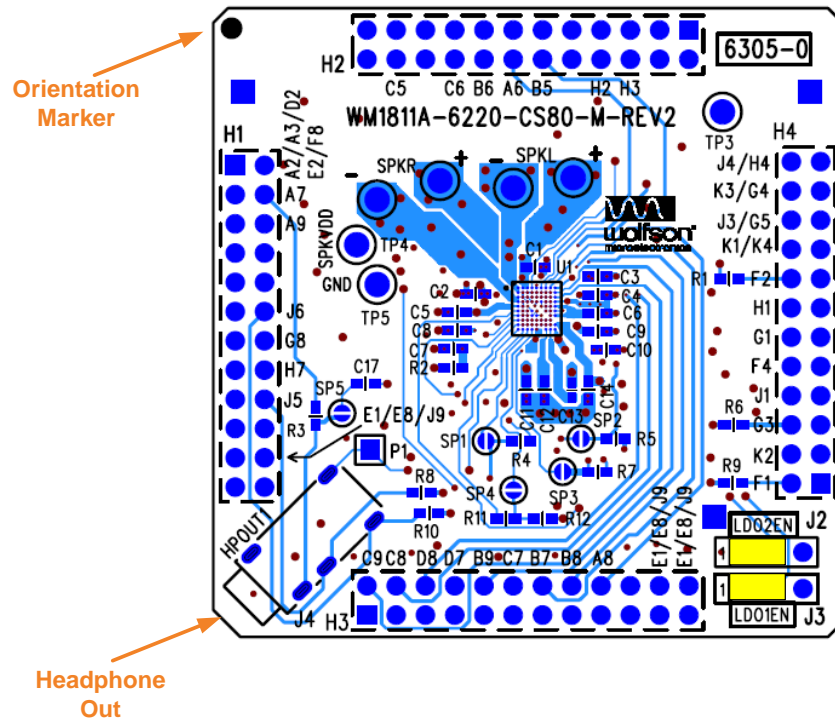 Orientation
Marker
H2
C5 C6 B6 A6 B5 H2 H3
6305-0
WM1811A-6220-CS80-M-REV2
TP3
H1
A2/A3/D2
E2/F8
H4
- SPKR + - SPKL +
A7
A9
J6
G8
H7
J5
E1/E8/J9
J4/H4
K3/G4
J3/G5
K1/K4
F2
H1
G1
F4
J1
G3
K2
F1
wolfson
microelectronics
SPKVDD
TP4
GND
TP5
C1
U1
C2
C5
C8
C7
R2
C3
C4
C6
C9
C10
C11
C12
C13
C14
C17
SP5
R3
P1
SP1
R4
SP2
R5
SP3
R7
SP4
R11
R12
R8
R10
R1
R6
R9
HPOUT1
J4
C9 C8 D8 D7 B9 C7 B7 B8 A8 E1/E8/J9 E1/E8/J9
H3
LDO2EN
J2
1
1
LDO1EN
J3
Headphone
Out